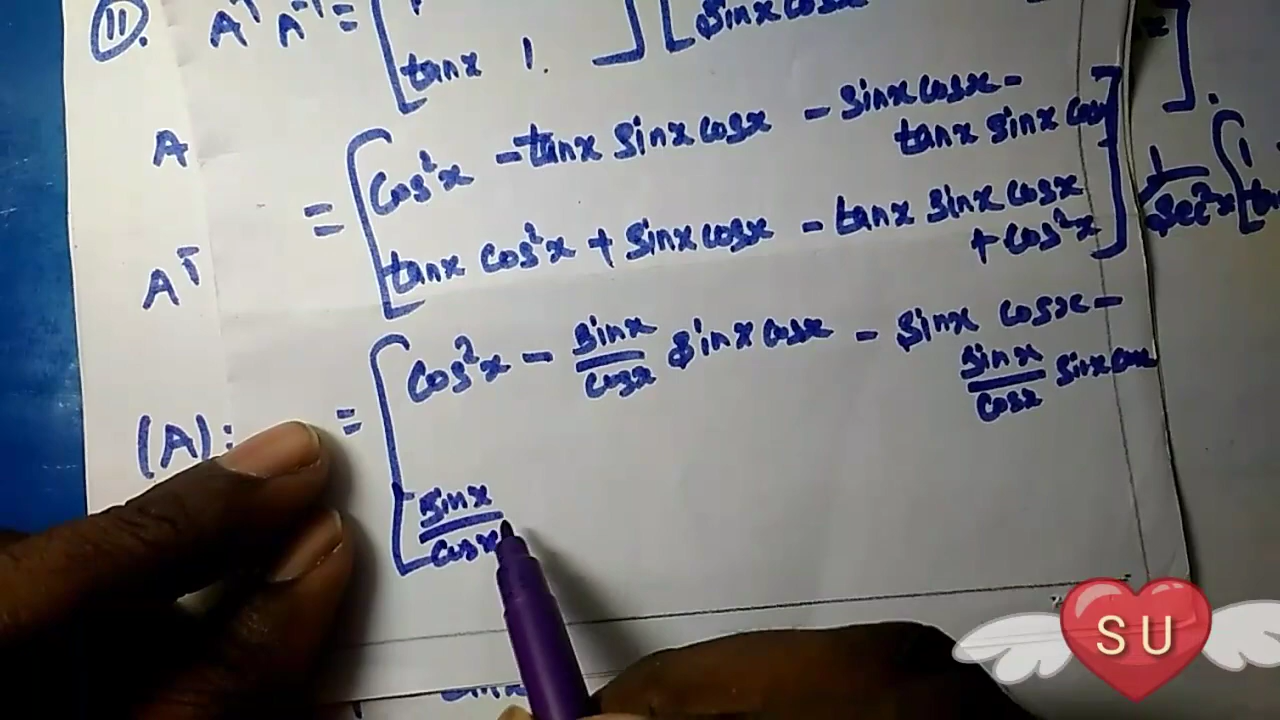 ⑪. Aᵀ A⁻¹ = [
sinx cosx
tanx 1. ] [ x ] .
A = [ cos²x - tanx sinx cosx - sinx cosx -
tanx sinx cos
tanx cos²x + sinx cosx - tanx sinx cosx
+ cos²x ] 1/sec²x [ 1
Aᵀ
(A): = [ cos²x - sinx/cosx sinx cosx - sinx cosx -
sinx/cosx sinx cosx
sinx/cosx
SU